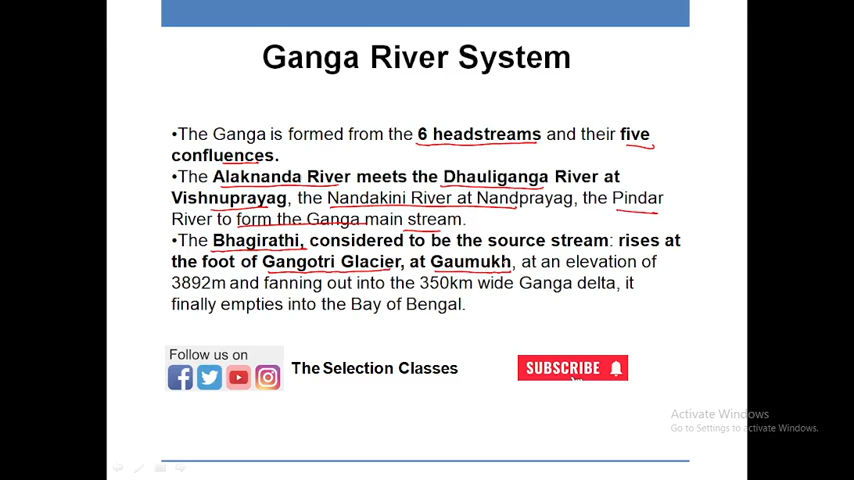 Ganga River System
•The Ganga is formed from the 6 headstreams and their five
confluences.
•The Alaknanda River meets the Dhauliganga River at
Vishnuprayag, the Nandakini River at Nandprayag, the Pindar
River to form the Ganga main stream.
•The Bhagirathi, considered to be the source stream: rises at
the foot of Gangotri Glacier, at Gaumukh, at an elevation of
3892m and fanning out into the 350km wide Ganga delta, it
finally empties into the Bay of Bengal.
Follow us on
The Selection Classes
SUBSCRIBE
Activate Windows
Go to Settings to activate Windows.